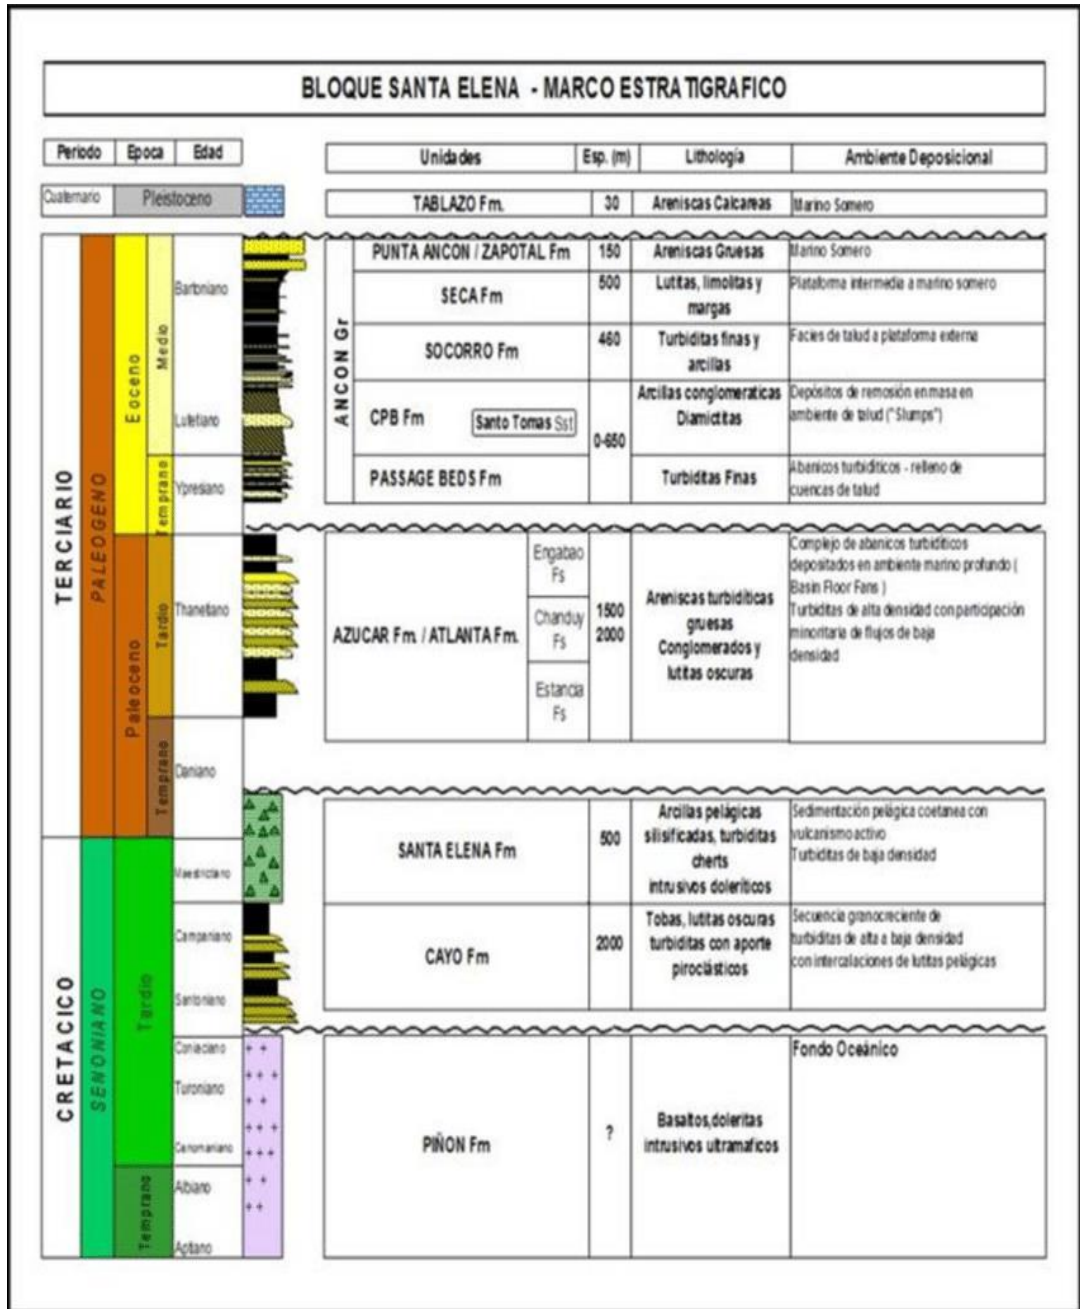 BLOQUE SANTA ELENA - MARCO ESTRATIGRAFICO
Periodo Epoca Edad
Unidades Esp. (m) Lithología Ambiente Deposicional
Cuaternario Pleistoceno
TABLAZO Fm. 30 Areniscas Calcareas Marino Somero
TERCIARIO
PALEOGENO
Eoceno
Medio
Bartoniano
Lutetiano
Temprano
Ypresiano
Paleoceno
Tardio
Thanetiano
Temprano
Daniano
CRETACICO
SENONIANO
Tardio
Maestrictiano
Campaniano
Santoniano
Coniaciano
Turoniano
Cenomaniano
Temprano
Albiano
Aptiano
ANCON Gr
PUNTA ANCON / ZAPOTAL Fm 150 Areniscas Gruesas Marino Somero
SECA Fm 500
Lutitas, limolitas y
margas
Plataforma intermedia a marino somero
SOCORRO Fm 460
Turbiditas finas y
arcillas
Facies de talud a plataforma externa
CPB Fm Santo Tomas Sst
0-650
Arcillas conglomeraticas
Diamictitas
Depósitos de remosión en masa en
ambiente de talud ("Slumps")
PASSAGE BEDS Fm
Turbiditas Finas
Abanicos turbidíticos - relleno de
cuencas de talud
AZUCAR Fm. / ATLANTA Fm.
Engabao
Fs
Chanduy
Fs
Estancia
Fs
1500
2000
Areniscas turbidíticas
gruesas
Conglomerados y
lutitas oscuras
Complejo de abanicos turbidíticos
depositados en ambiente marino profundo (
Basin Floor Fans )
Turbiditas de alta densidad con participación
minoritaria de flujos de baja
densidad
SANTA ELENA Fm 500
Arcillas pelágicas
silisificadas, turbiditas
cherts
intrusivos doleríticos
Sedimentación pelágica coetanea con
vulcanismo activo
Turbiditas de baja densidad
CAYO Fm 2000
Tobas, lutitas oscuras
turbiditas con aporte
piroclásticos
Secuencia granocreciente de
turbiditas de alta a baja densidad
con intercalaciones de lutitas pelágicas
PIÑON Fm ?
Basaltos,doleritas
intrusivos ultramaficos
Fondo Oceánico